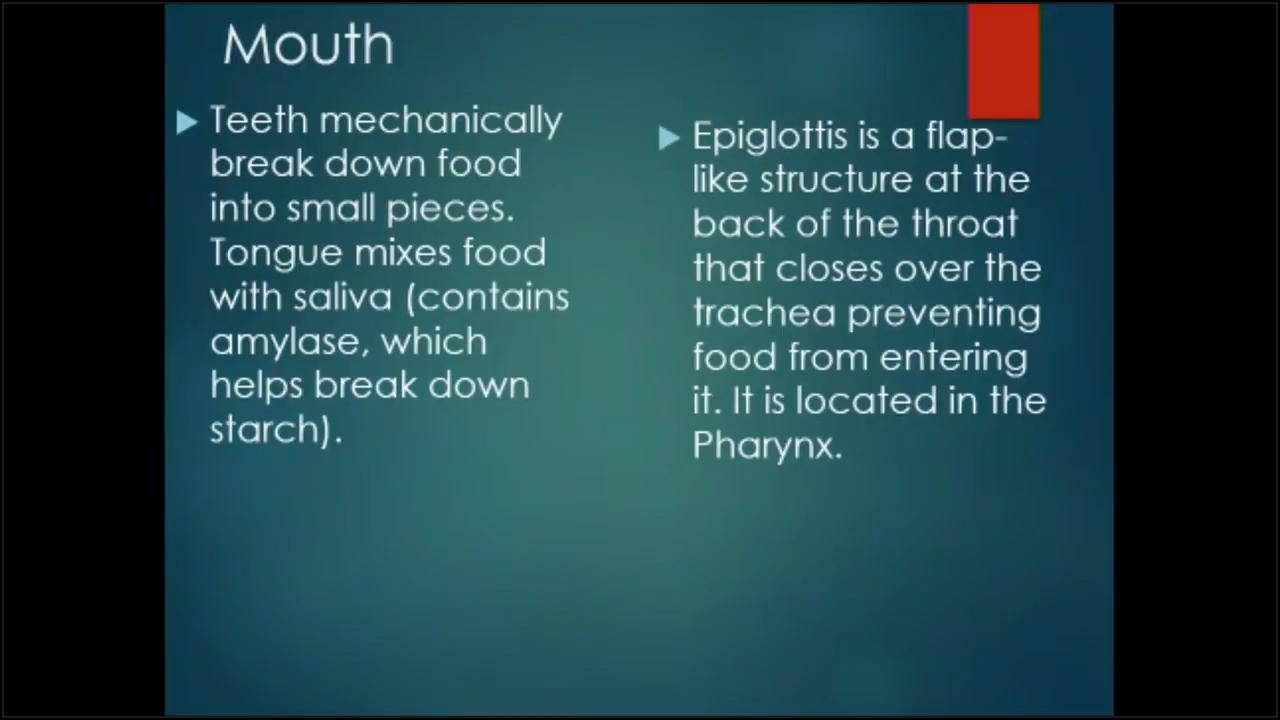 Mouth
Teeth mechanically
break down food
into small pieces.
Tongue mixes food
with saliva (contains
amylase, which
helps break down
starch).
Epiglottis is a flap-
like structure at the
back of the throat
that closes over the
trachea preventing
food from entering
it. It is located in the
Pharynx.